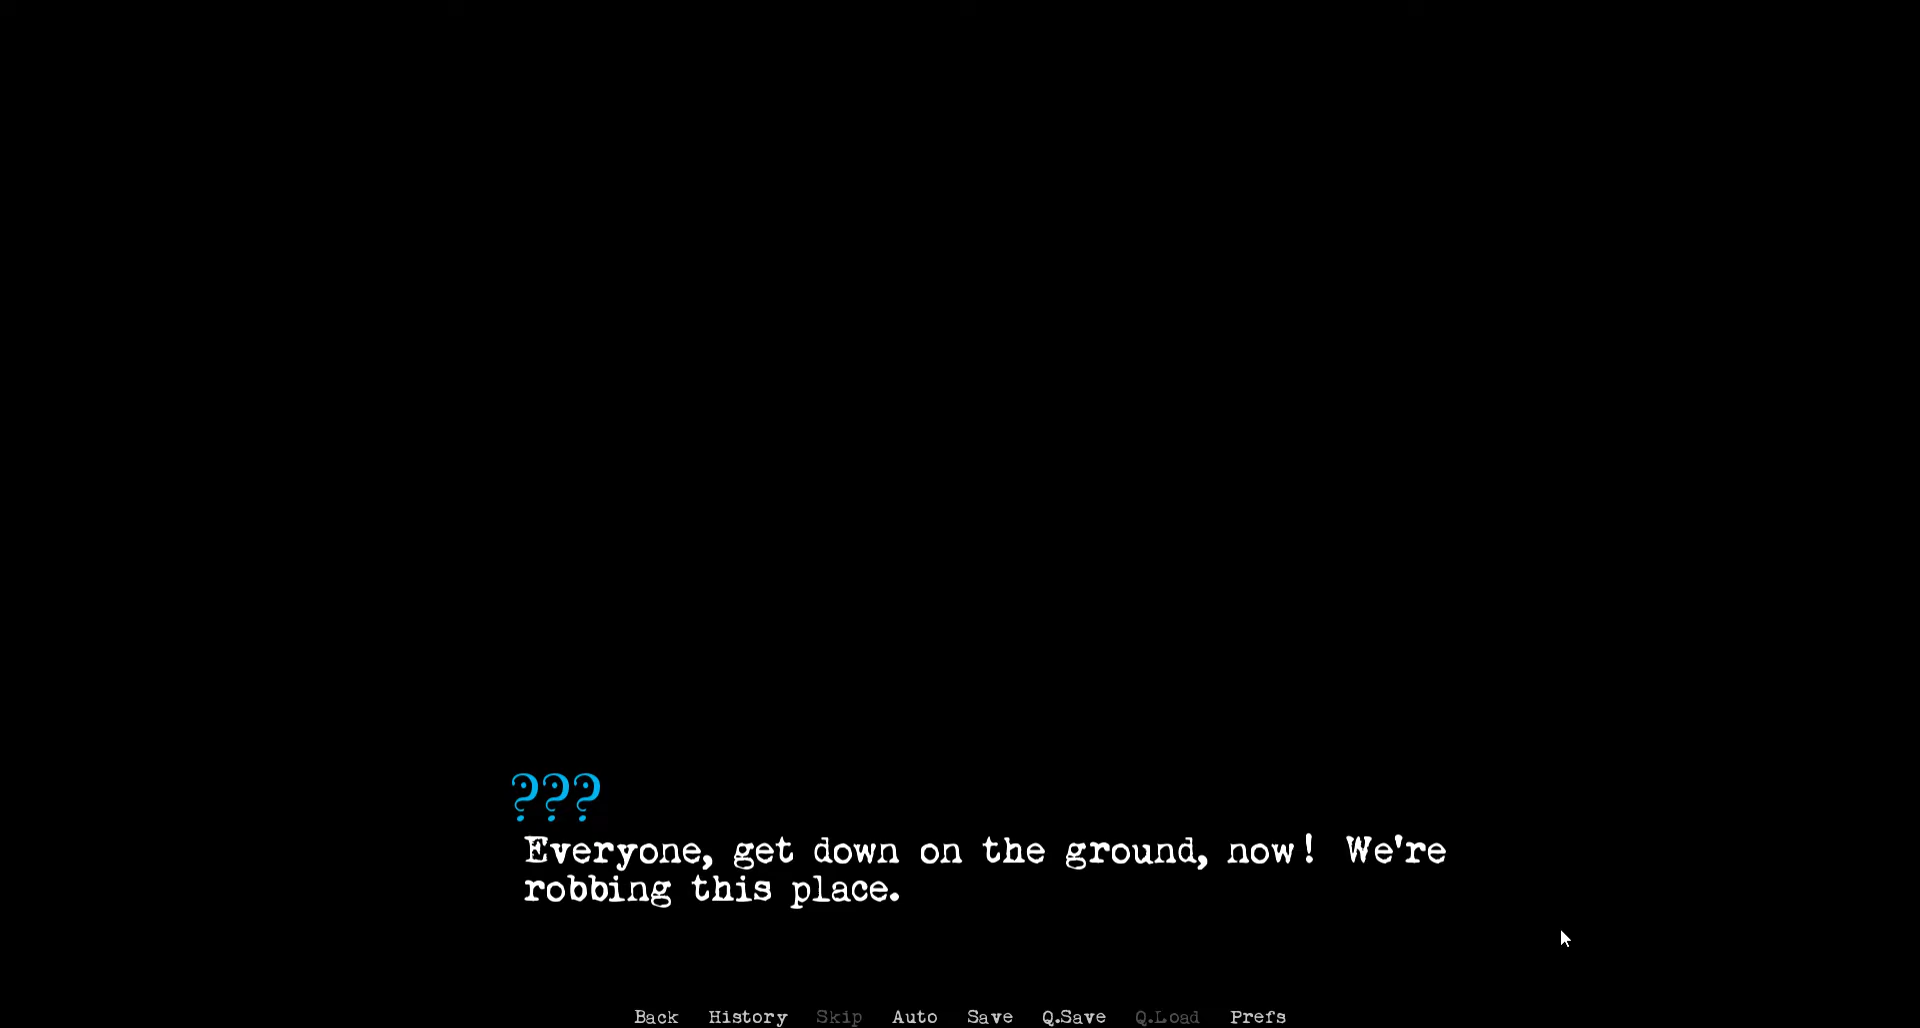 ???
Everyone, get down on the ground, now! We're
robbing this place.
Back History Skip Auto Save Q.Save Q.Load Prefs